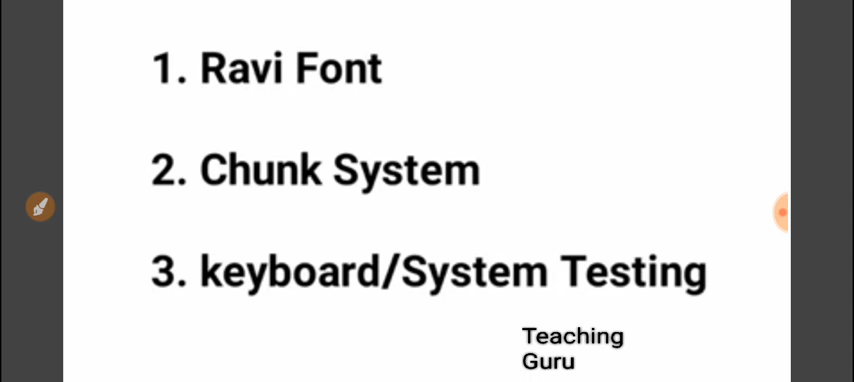 1. Ravi Font
2. Chunk System
3. keyboard/System Testing
Teaching
Guru